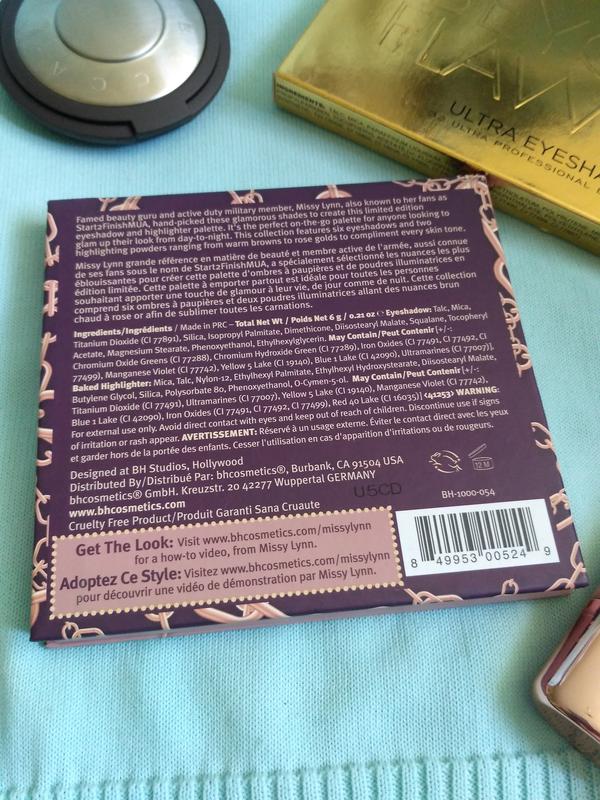 BECCA
ULTRA EYESHA
32 ULTRA PROFESSIONAL
INGREDIENTS:
Famed beauty guru and active duty military member, Missy Lynn, also known to her fans as
Start2FinishMUA, hand-picked these glamorous shades to create this limited edition
eyeshadow and highlighter palette. It's the perfect on-the-go palette for anyone looking to
glam up their look from day-to-night. This collection features six eyeshadows and two
highlighting powders ranging from warm browns to rose golds to compliment every skin tone.
Missy Lynn grande référence en matière de beauté et membre active de l'armée, aussi connue
de ses fans sous le nom de Start2FinishMUA, a spécialement sélectionné les nuances les plus
éblouissantes pour créer cette palette d'ombres à paupières et de poudres illuminatrices en
édition limitée. Cette palette à emporter partout est idéale pour toutes les personnes
souhaitant apporter une touche de glamour à leur vie, de jour comme de nuit. Cette collection
comprend six ombres à paupières et deux poudres illuminatrices allant des nuances brun
chaud à rose or afin de sublimer toutes les carnations.
Ingredients/Ingrédients / Made in PRC – Total Net Wt / Poids Net 6 g / 0.21 oz ℮ Eyeshadow: Talc, Mica,
Titanium Dioxide (CI 77891), Silica, Isopropyl Palmitate, Dimethicone, Diisostearyl Malate, Squalane, Tocopheryl
Acetate, Magnesium Stearate, Phenoxyethanol, Ethylhexylglycerin. May Contain/Peut Contenir [+/-:
Chromium Oxide Greens (CI 77288), Chromium Hydroxide Green (CI 77289), Iron Oxides (CI 77491, CI 77492, CI
77499), Manganese Violet (CI 77742), Yellow 5 Lake (CI 19140), Blue 1 Lake (CI 42090), Ultramarines (CI 77007)].
Baked Highlighter: Mica, Talc, Nylon-12, Ethylhexyl Palmitate, Ethylhexyl Hydroxystearate, Diisostearyl Malate,
Butylene Glycol, Silica, Polysorbate 80, Phenoxyethanol, O-Cymen-5-ol. May Contain/Peut Contenir [+/-:
Titanium Dioxide (CI 77491), Ultramarines (CI 77007), Yellow 5 Lake (CI 19140), Manganese Violet (CI 77742),
Blue 1 Lake (CI 42090), Iron Oxides (CI 77491, CI 77492, CI 77499), Red 40 Lake (CI 16035)] <41253> WARNING:
For external use only. Avoid direct contact with eyes and keep out of reach of children. Discontinue use if signs
of irritation or rash appear. AVERTISSEMENT: Réservé à un usage externe. Éviter le contact direct avec les yeux
et garder hors de la portée des enfants. Cesser l'utilisation en cas d'apparition d'irritations ou de rougeurs.
Designed at BH Studios, Hollywood
Distributed By/Distribué Par: bhcosmetics®, Burbank, CA 91504 USA
bhcosmetics® GmbH. Kreuzstr. 20 42277 Wuppertal GERMANY
www.bhcosmetics.com
Cruelty Free Product/Produit Garanti Sana Cruaute
U5CD
12 M
BH-1000-054
Get The Look: Visit www.bhcosmetics.com/missylynn
for a how-to video, from Missy Lynn.
Adoptez Ce Style: Visitez www.bhcosmetics.com/missylynn
pour découvrir une vidéo de démonstration par Missy Lynn.
8 49953 00524 9